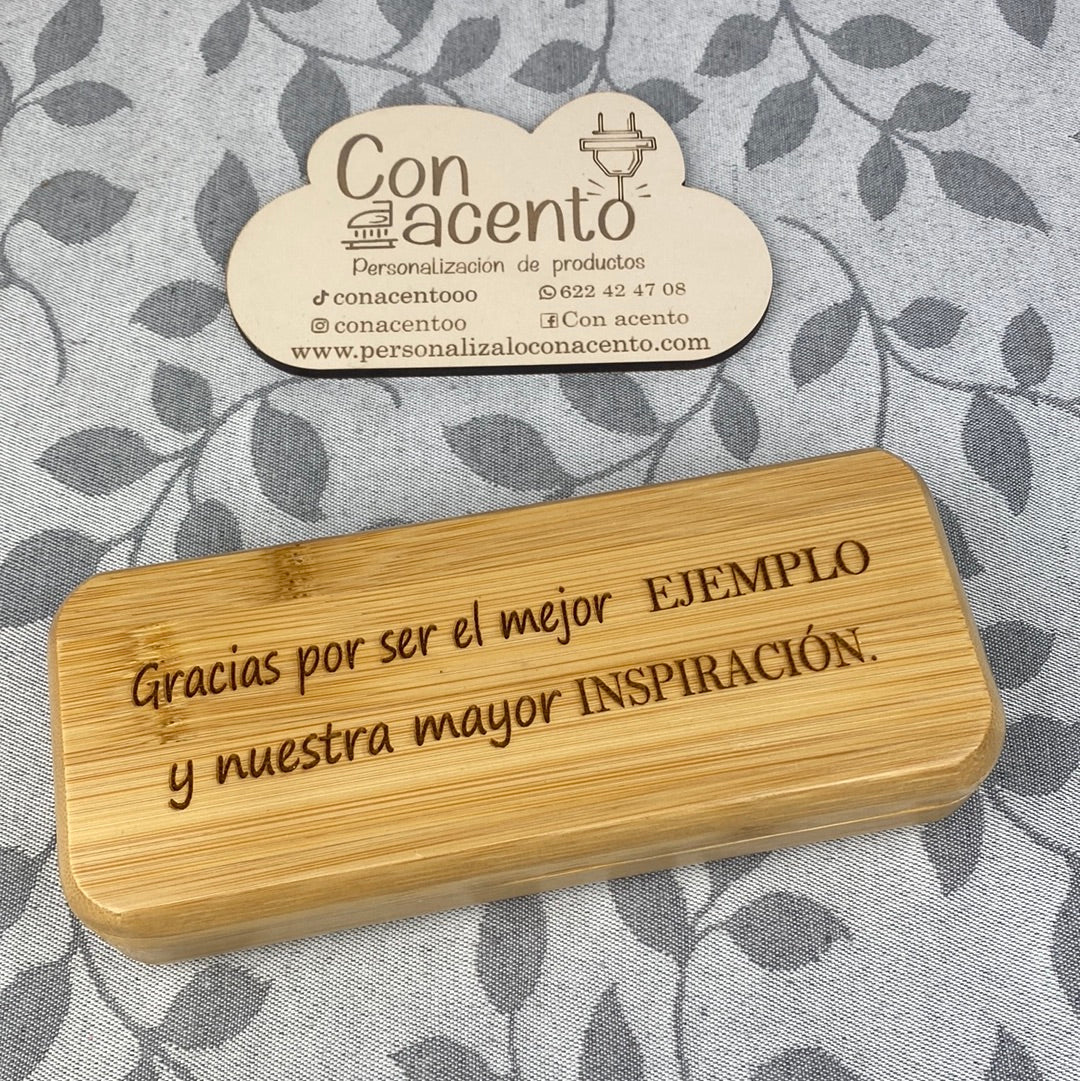 Con
acento
Personalización de productos
conacentooo 622 42 47 08
conacentoo Con acento
www.personalizaloconacento.com
Gracias por ser el mejor EJEMPLO
y nuestra mayor INSPIRACIÓN.